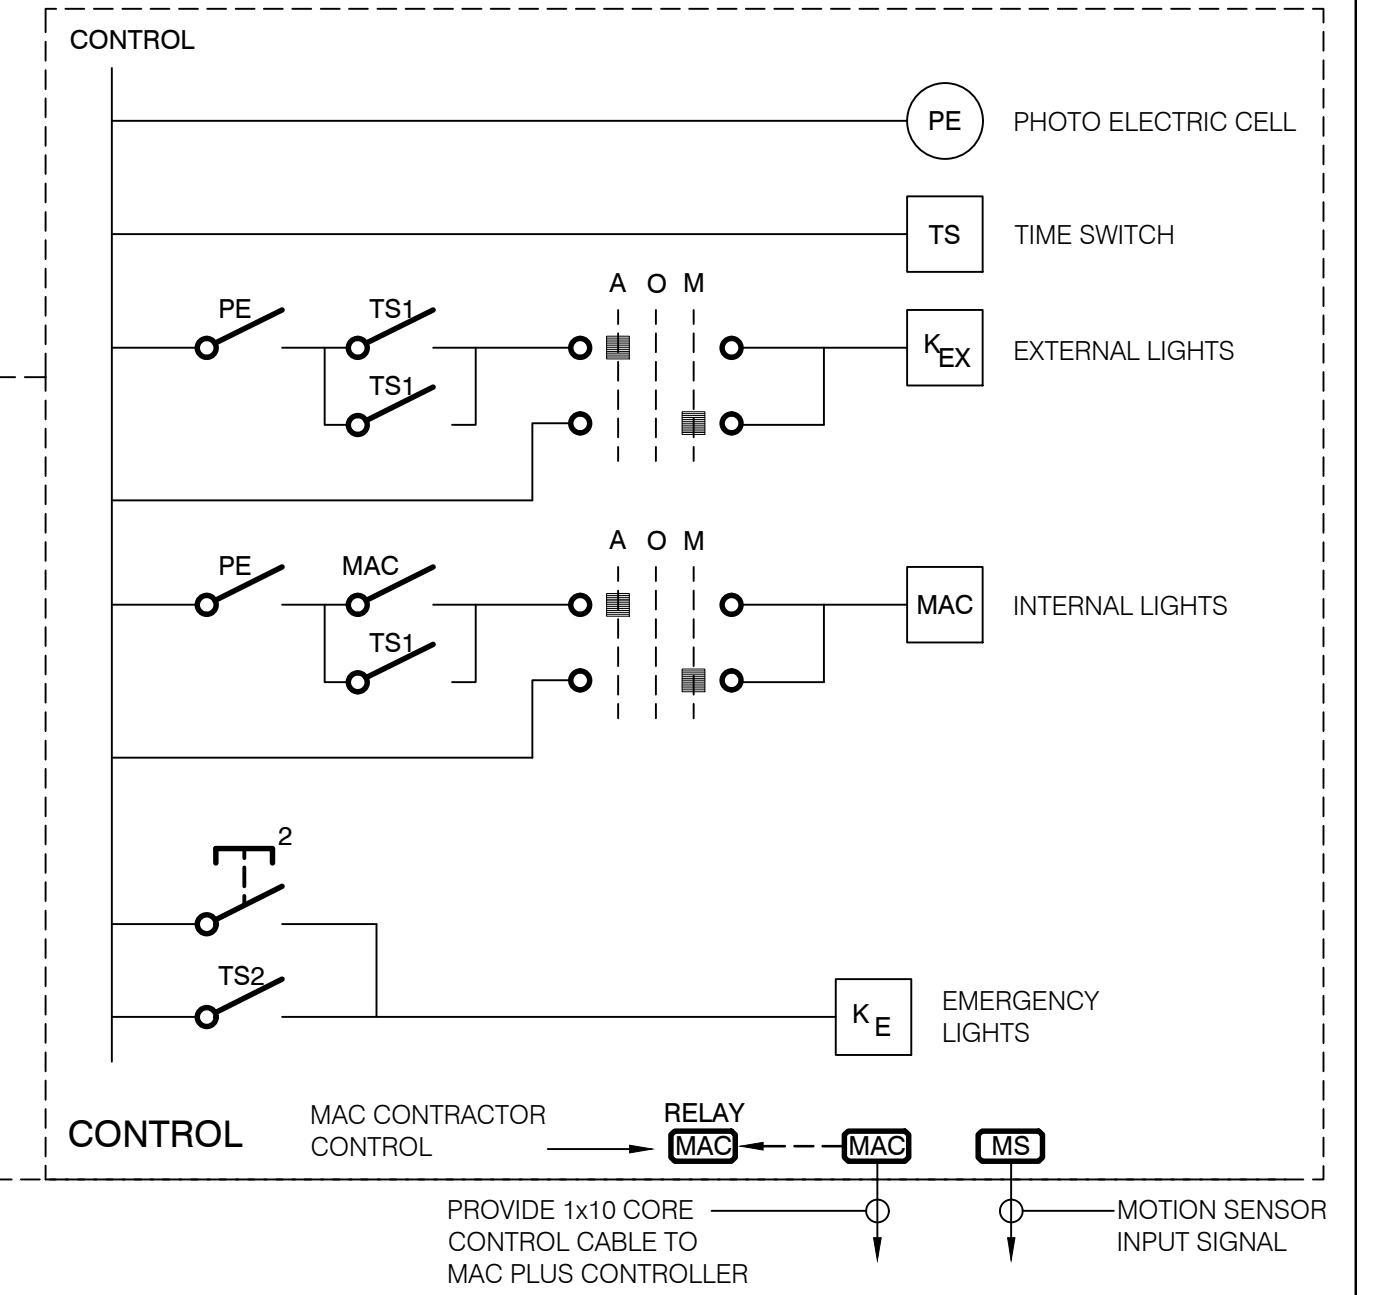 CONTROL
PE PHOTO ELECTRIC CELL
TS TIME SWITCH
A O M
PE TS1
KEX EXTERNAL LIGHTS
TS1
A O M
PE MAC
MAC INTERNAL LIGHTS
TS1
2
TS2
KE
EMERGENCY
LIGHTS
CONTROL
MAC CONTRACTOR
CONTROL
RELAY
MAC MAC MS
PROVIDE 1x10 CORE
CONTROL CABLE TO
MAC PLUS CONTROLLER
MOTION SENSOR
INPUT SIGNAL